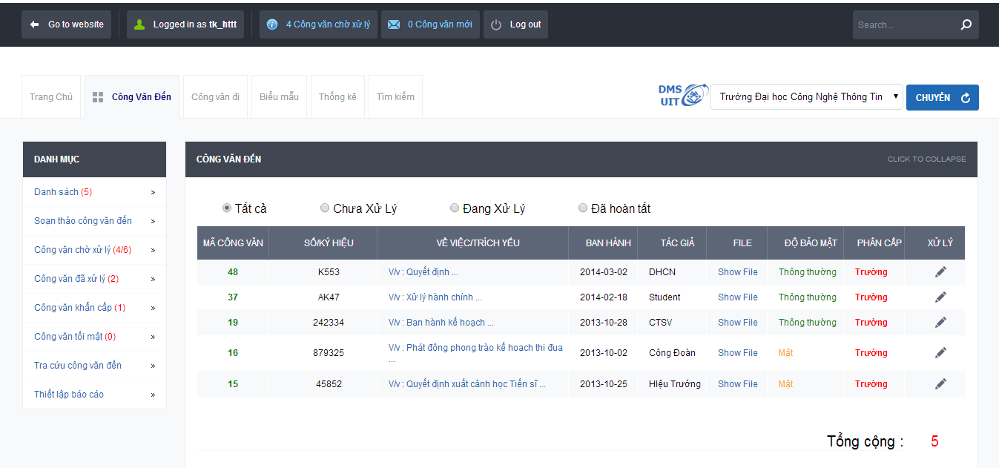 Go to website Logged in as tk_httt 4 Công văn chờ xử lý 0 Công văn mới Log out Search...
Trang Chủ Công Văn Đến Công văn đi Biểu mẫu Thống kê Tìm kiếm DMS UIT Trường Đại học Công Nghệ Thông Tin CHUYỂN
DANH MỤC
Danh sách (5) »
Soạn thảo công văn đến »
Công văn chờ xử lý (4/6) »
Công văn đã xử lý (2) »
Công văn khẩn cấp (1) »
Công văn tối mật (0) »
Tra cứu công văn đến »
Thiết lập báo cáo »
CÔNG VĂN ĐẾN CLICK TO COLLAPSE
Tất cả Chưa Xử Lý Đang Xử Lý Đã hoàn tất
MÃ CÔNG VĂN SỐ/KÝ HIỆU VỀ VIỆC/TRÍCH YẾU BAN HÀNH TÁC GIẢ FILE ĐỘ BẢO MẬT PHÂN CẤP XỬ LÝ
48 K553 V/v : Quyết định ... 2014-03-02 DHCN Show File Thông thường Trường
37 AK47 V/v : Xử lý hành chính ... 2014-02-18 Student Show File Thông thường Trường
19 242334 V/v : Ban hành kế hoạch ... 2013-10-28 CTSV Show File Thông thường Trường
16 879325 V/v : Phát động phong trào kế hoạch thi đua ... 2013-10-02 Công Đoàn Show File Mật Trường
15 45852 V/v : Quyết định xuất cảnh học Tiến sĩ ... 2013-10-25 HIệu Trưởng Show File Mật Trường
Tổng cộng : 5